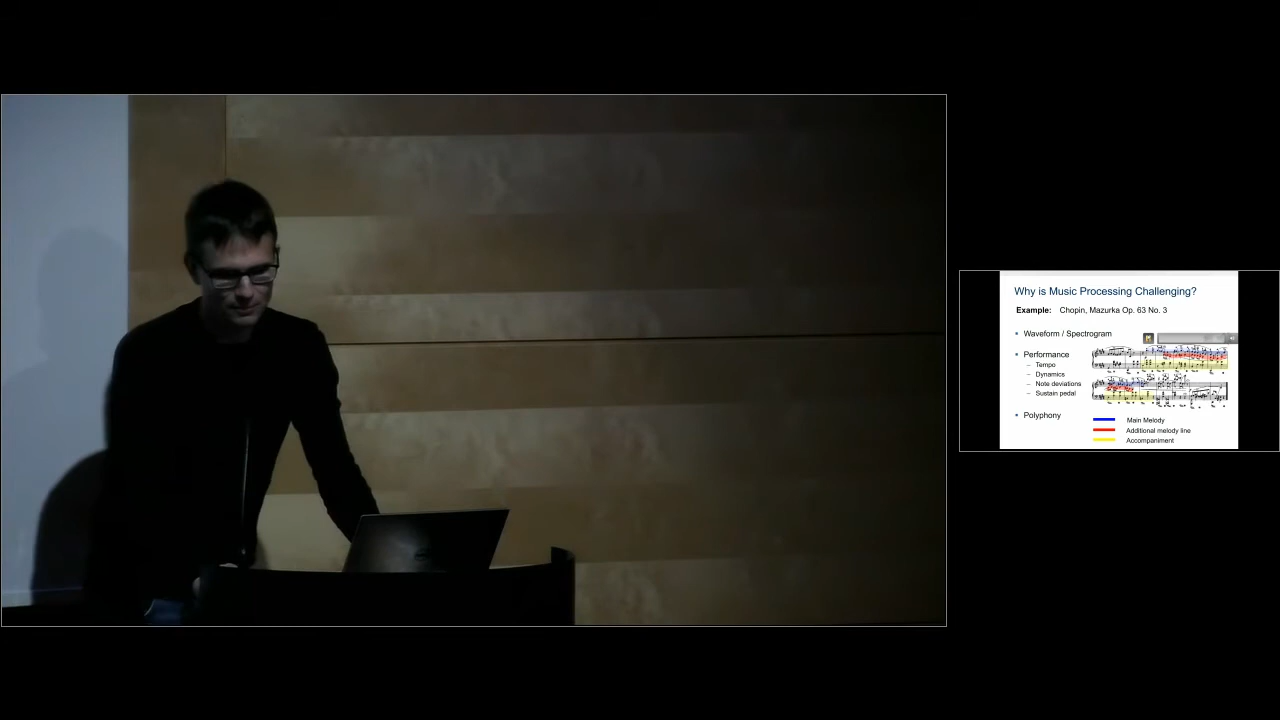 Why is Music Processing Challenging?
Example: Chopin, Mazurka Op. 63 No. 3
Waveform / Spectrogram
Performance
– Tempo
– Dynamics
– Note deviations
– Sustain pedal
Polyphony
Main Melody
Additional melody line
Accompaniment